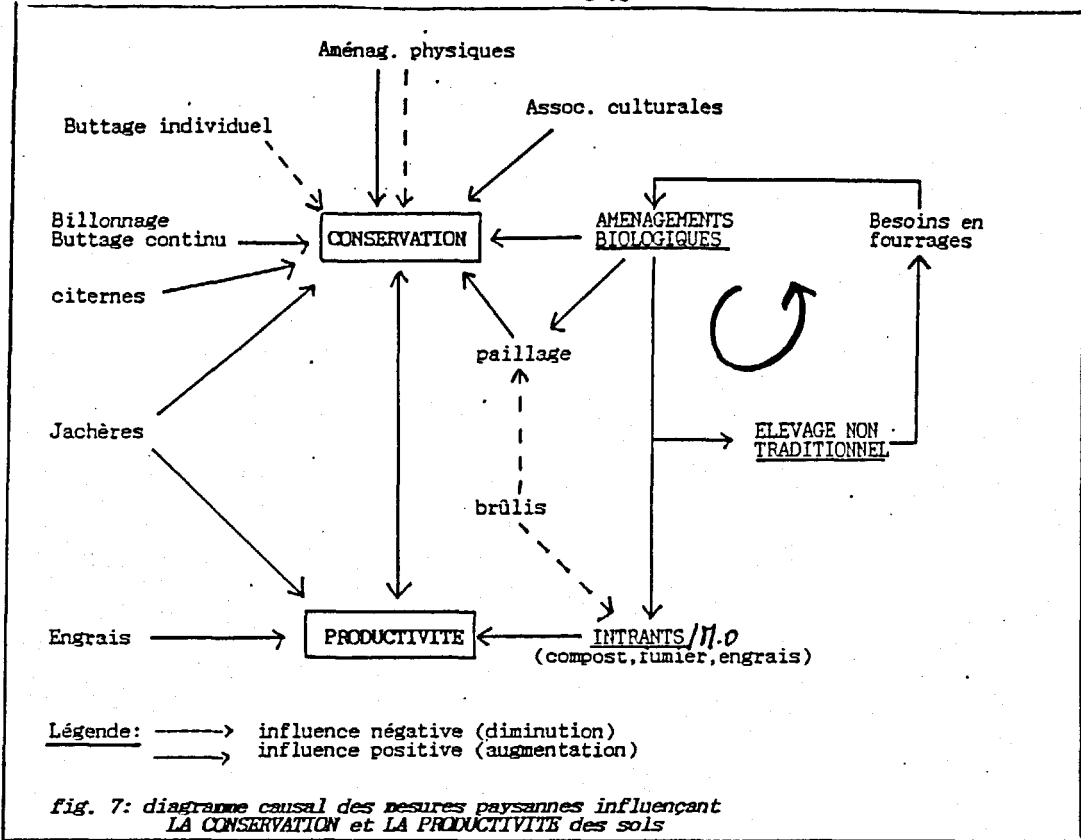 Aménag. physiques
Assoc. culturales
Buttage individuel
Billonnage
Buttage continu
CONSERVATION
AMENAGEMENTS
BIOLOGIQUES
Besoins en
fourrages
citernes
paillage
Jachères
ELEVAGE NON
TRADITIONNEL
brûlis
Engrais
PRODUCTIVITE
INTRANTS/M.O
(compost,fumier,engrais)
Légende:
influence négative (diminution)
influence positive (augmentation)
fig. 7: diagramme causal des mesures paysannes influençant
LA CONSERVATION et LA PRODUCTIVITE des sols